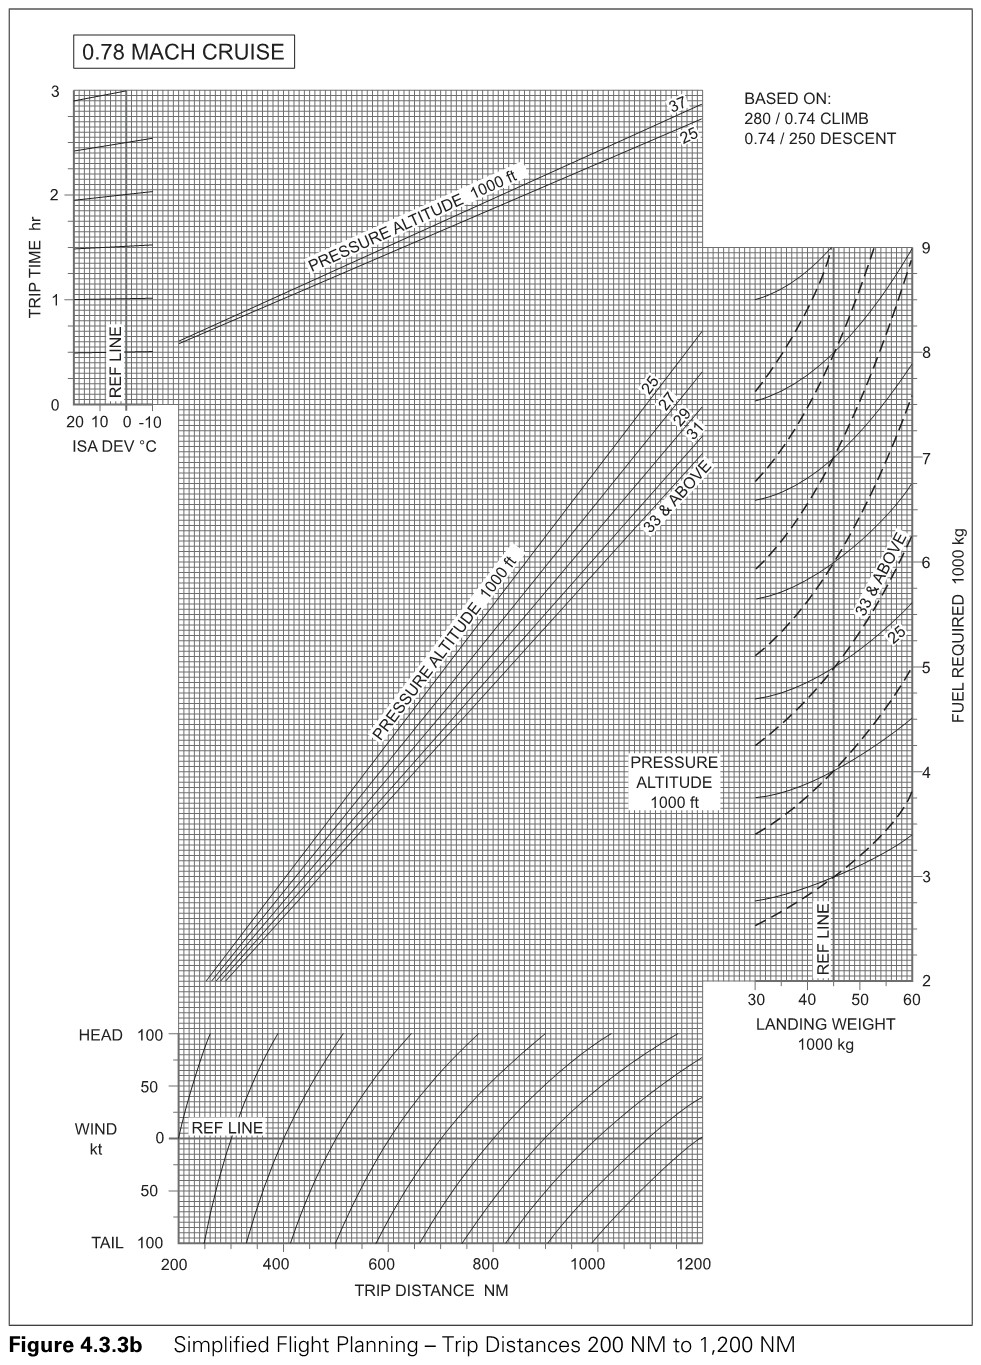 0.78 MACH CRUISE
BASED ON:
280 / 0.74 CLIMB
0.74 / 250 DESCENT
3
2
1
0
TRIP TIME hr
REF LINE
20 10 0 -10
ISA DEV °C
PRESSURE ALTITUDE 1000 ft
37
25
PRESSURE ALTITUDE 1000 ft
25
27
29
31
33 & ABOVE
9
8
7
6
5
4
3
2
FUEL REQUIRED 1000 kg
33 & ABOVE
25
PRESSURE
ALTITUDE
1000 ft
REF LINE
30 40 50 60
LANDING WEIGHT
1000 kg
HEAD 100
50
WIND
kt
0
50
TAIL 100
REF LINE
200 400 600 800 1000 1200
TRIP DISTANCE NM
Figure 4.3.3b Simplified Flight Planning – Trip Distances 200 NM to 1,200 NM